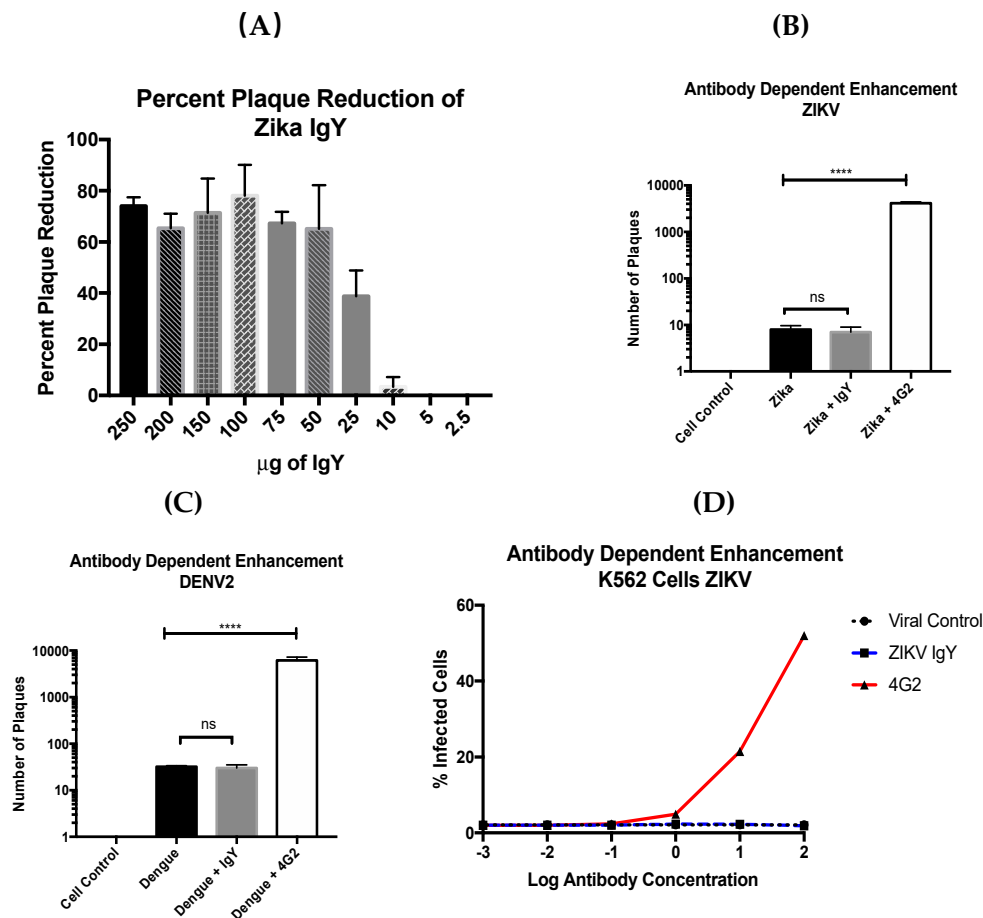 (A)
Percent Plaque Reduction of
Zika IgY
Percent Plaque Reduction
100
80
60
40
20
0
250
200
150
100
75
50
25
10
5
2.5
μg of IgY
(B)
Antibody Dependent Enhancement
ZIKV
Number of Plaques
10000
1000
100
10
1
****
ns
Cell Control
Zika
Zika + IgY
Zika + 4G2
(C)
Antibody Dependent Enhancement
DENV2
Number of Plaques
10000
1000
100
10
1
****
ns
Cell Control
Dengue
Dengue + IgY
Dengue + 4G2
(D)
Antibody Dependent Enhancement
K562 Cells ZIKV
% Infected Cells
60
40
20
0
-3
-2
-1
0
1
2
Log Antibody Concentration
Viral Control
ZIKV IgY
4G2